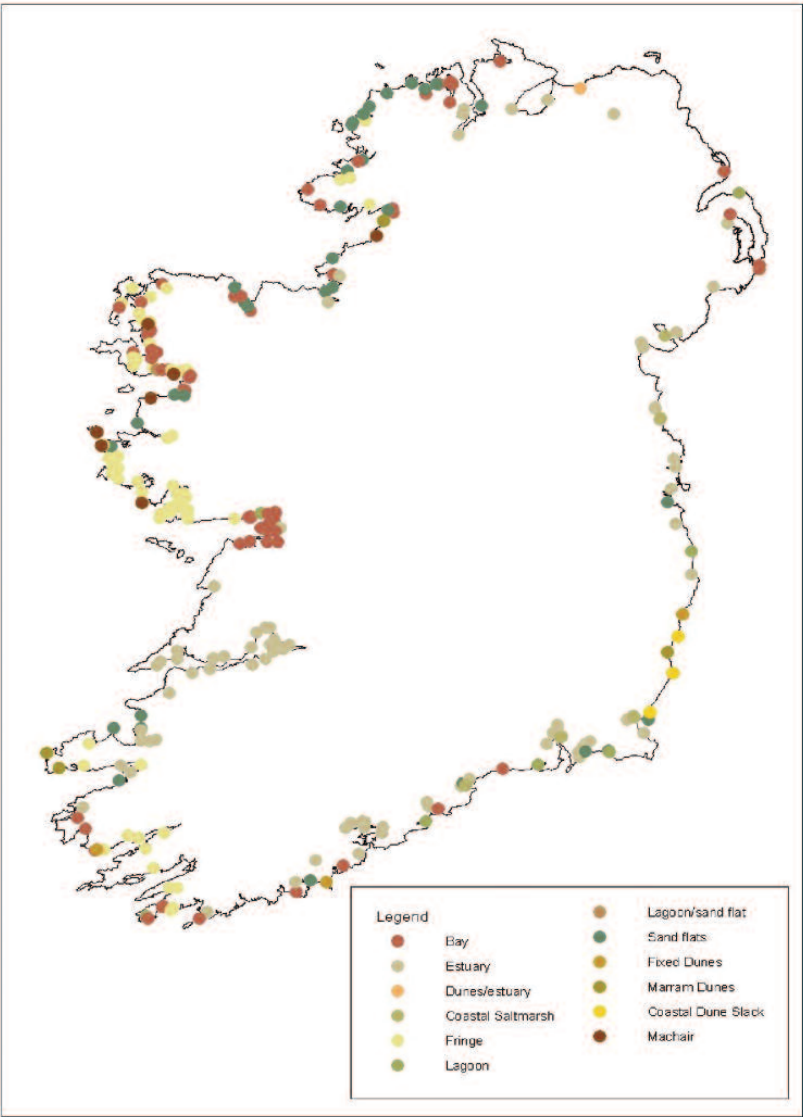 Legend
Bay
Estuary
Dunes/estuary
Coastal Saltmarsh
Fringe
Lagoon
Lagoon/sand flat
Sand flats
Fixed Dunes
Marram Dunes
Coastal Dune Slack
Machair